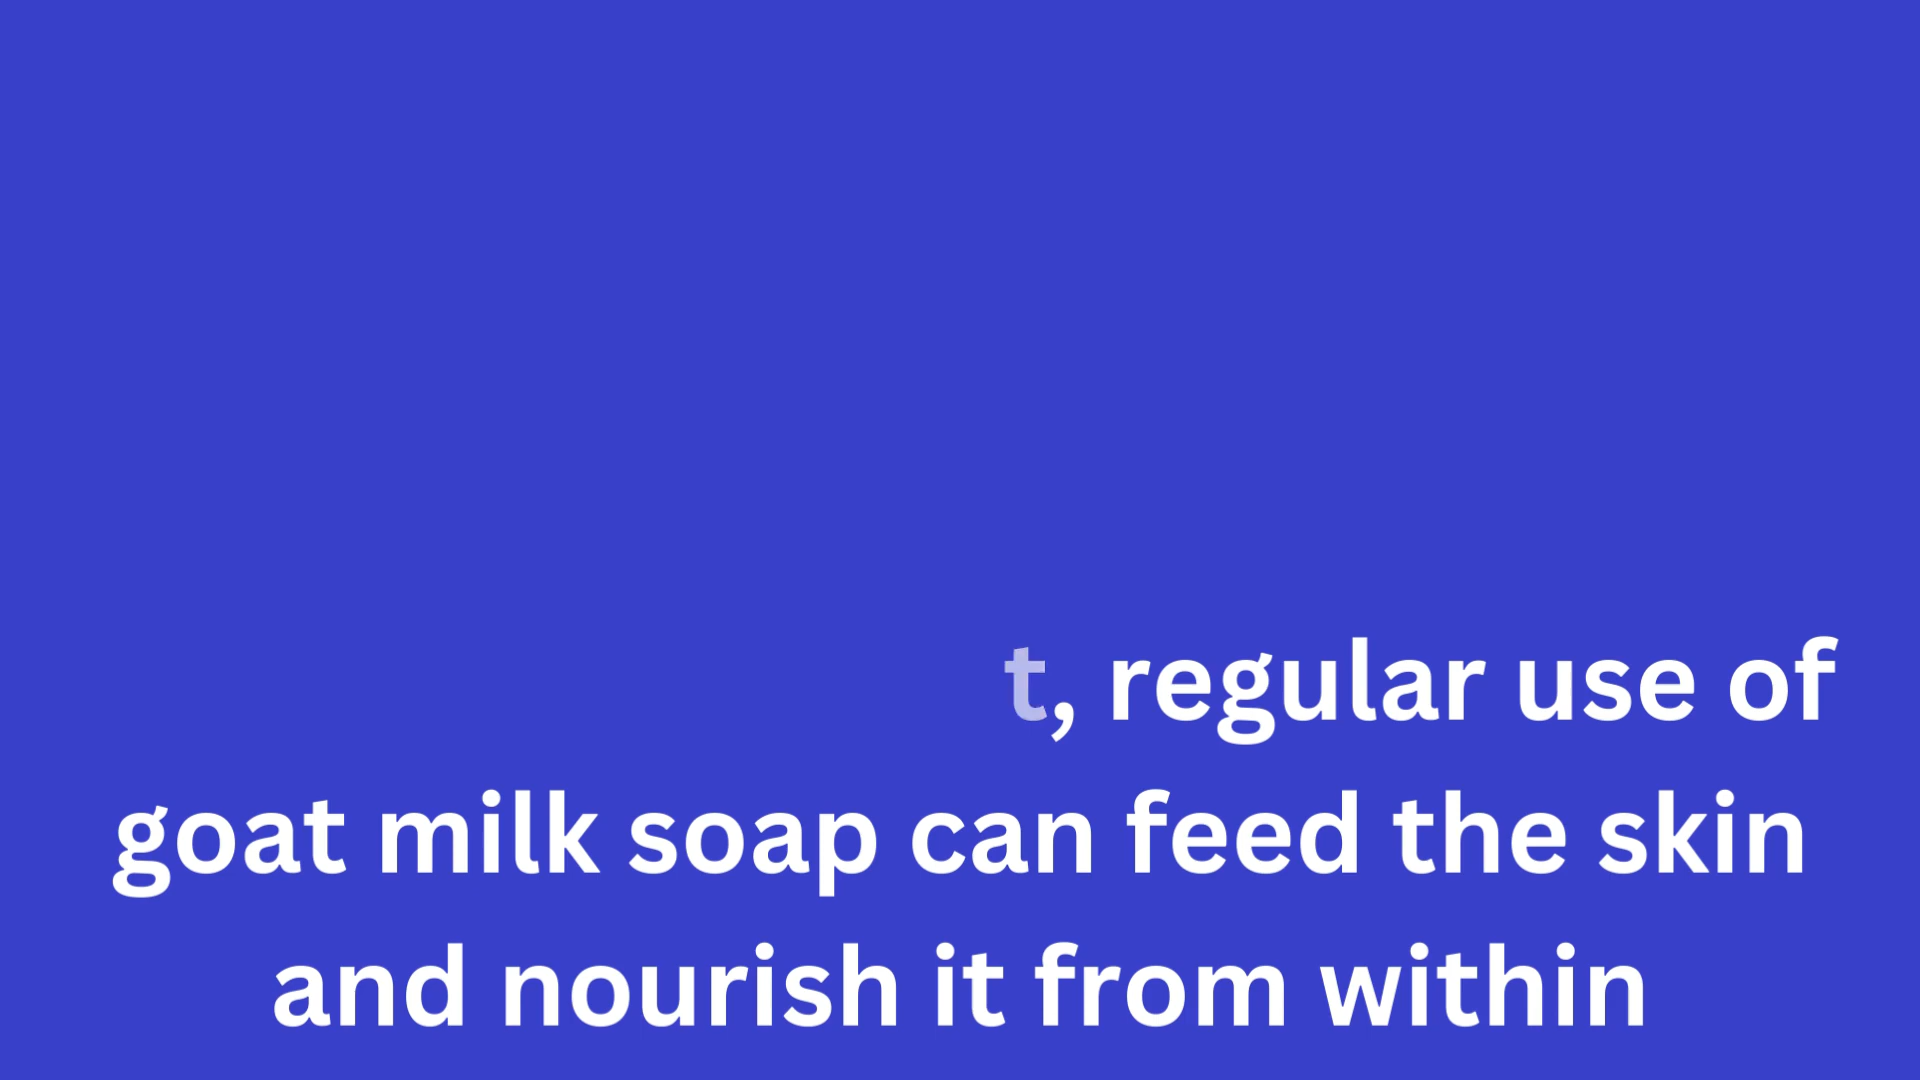 t, regular use of
goat milk soap can feed the skin
and nourish it from within